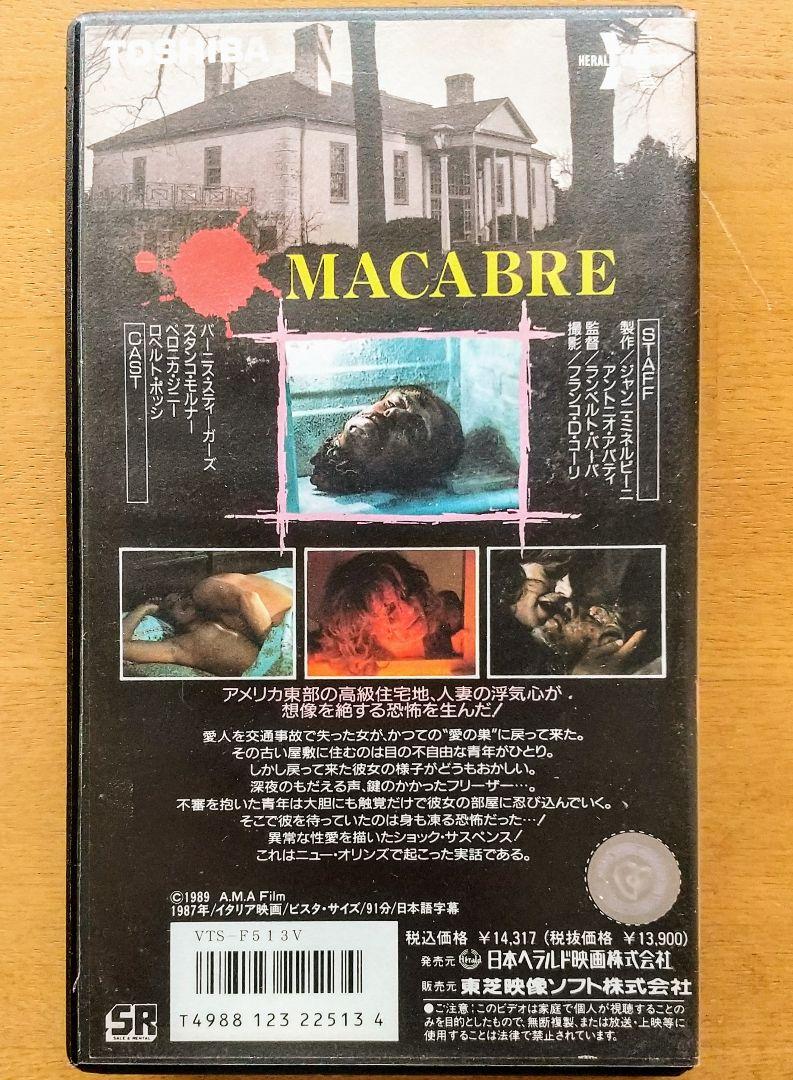 TOSHIBA
HERALD
MACABRE
STAFF
製作／ジャンニ・ミネルビーニ
アントニオ・アバティ
監督／ランベルト・バーバ
撮影／フランコ・D・コーリ
バーニス・スティーガーズ
スタンコ・モルナー
ベロニカ・ジニー
ロベルト・ポッシ
CAST
アメリカ東部の高級住宅地、人妻の浮気心が
想像を絶する恐怖を生んだ！
愛人を交通事故で失った女が、かつての“愛の巣”に戻って来た。
その古い屋敷に住むのは目の不自由な青年がひとり。
しかし戻って来た彼女の様子がどうもおかしい。
深夜のもだえる声、鍵のかかったフリーザー…。
不審を抱いた青年は大胆にも触覚だけで彼女の部屋に忍び込んでいく。
そこで彼を待っていたのは身も凍る恐怖だった…！
異常な性愛を描いたショック・サスペンス！
これはニュー・オリンズで起こった実話である。
©1989 A.M.A Film
1987年/イタリア映画/ビスタ・サイズ/91分/日本語字幕
VTS-F513V
T4988 123 22513 4
税込価格 ¥14,317 (税抜価格 ¥13,900)
発売元 Herald 日本ヘラルド映画株式会社
販売元 東芝映像ソフト株式会社
●ご注意：このビデオは家庭で個人が視聴することの
みを目的としたもので、無断複製、または放送・上映等に
使用することは法律で禁止されています。
SR
SALE & RENTAL